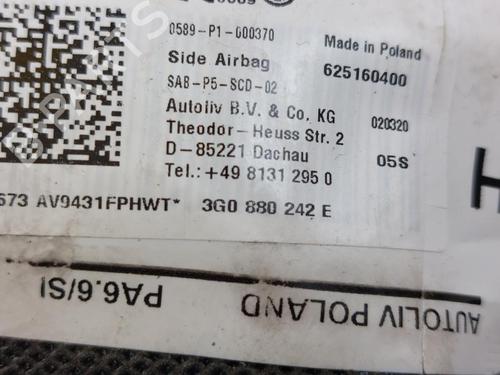 0589-P1-000370
Made in Poland
Side Airbag
625160400
SAB-P5-SCD-02
Autoliv B.V. & Co. KG
020320
Theodor-Heuss Str. 2
D-85221 Dachau
05S
Tel.: +49 8131 295 0
673 AV9431FPHWT* 3G0 880 242 E
H
PA6.6/SI
AUTOLIV POLAND